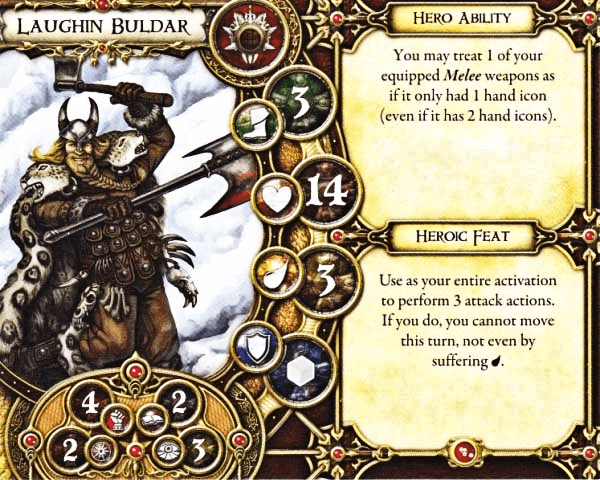 LAUGHIN BULDAR
3
14
3
4
2
2
3
HERO ABILITY
You may treat 1 of your
equipped Melee weapons as
if it only had 1 hand icon
(even if it has 2 hand icons).
HEROIC FEAT
Use as your entire activation
to perform 3 attack actions.
If you do, you cannot move
this turn, not even by
suffering .